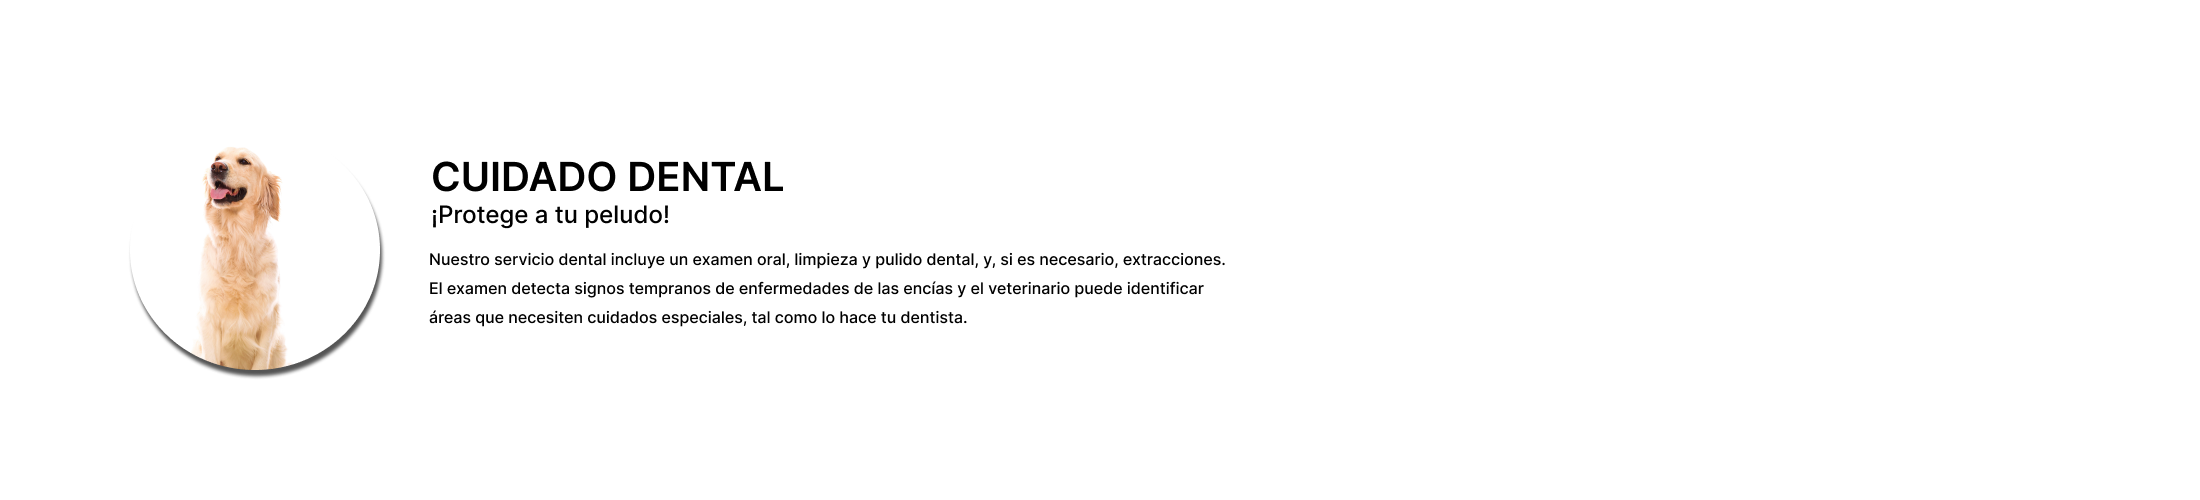 CUIDADO DENTAL
¡Protege a tu peludo!
Nuestro servicio dental incluye un examen oral, limpieza y pulido dental, y, si es necesario, extracciones.
El examen detecta signos tempranos de enfermedades de las encías y el veterinario puede identificar
áreas que necesiten cuidados especiales, tal como lo hace tu dentista.